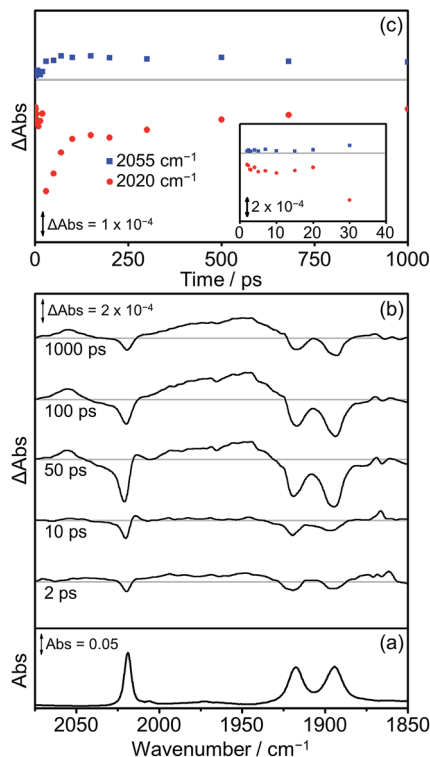 (c)
ΔAbs
2055 cm⁻¹
2020 cm⁻¹
ΔAbs = 1 x 10⁻⁴
2 x 10⁻⁴
0 10 20 30 40
0 250 500 750 1000
Time / ps
ΔAbs = 2 x 10⁻⁴
(b)
1000 ps
100 ps
ΔAbs
50 ps
10 ps
2 ps
Abs = 0.05
(a)
Abs
2050 2000 1950 1900 1850
Wavenumber / cm⁻¹